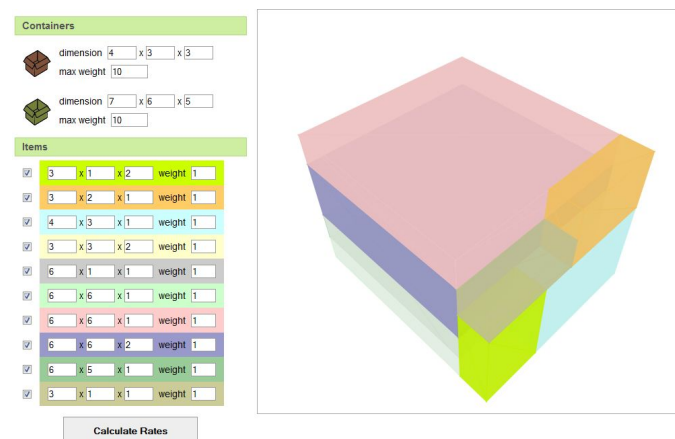 Containers
dimension 4 x 3 x 3
max weight 10
dimension 7 x 6 x 5
max weight 10
Items
3 x 1 x 2 weight 1
3 x 2 x 1 weight 1
4 x 3 x 1 weight 1
3 x 3 x 2 weight 1
6 x 1 x 1 weight 1
6 x 6 x 1 weight 1
6 x 6 x 1 weight 1
6 x 6 x 2 weight 1
6 x 5 x 1 weight 1
3 x 1 x 1 weight 1
Calculate Rates